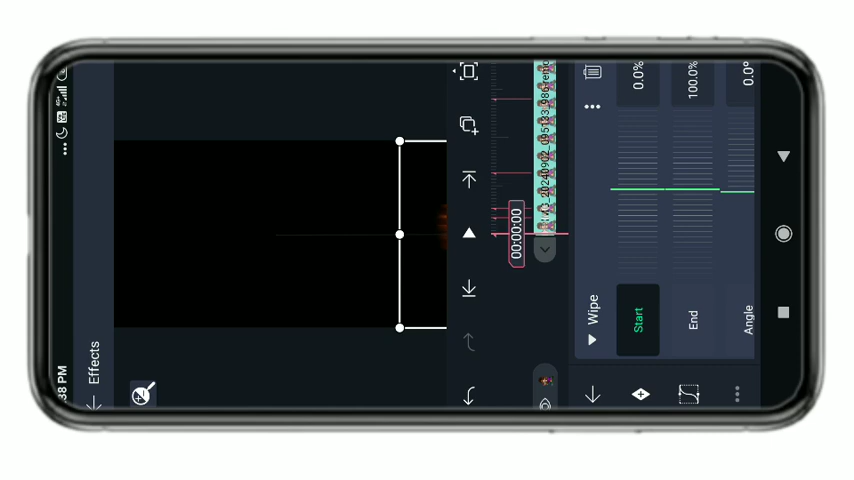 38 PM
Effects
00:00:00
Wipe
Start
0.0%
End
100.0%
Angle
0.0°